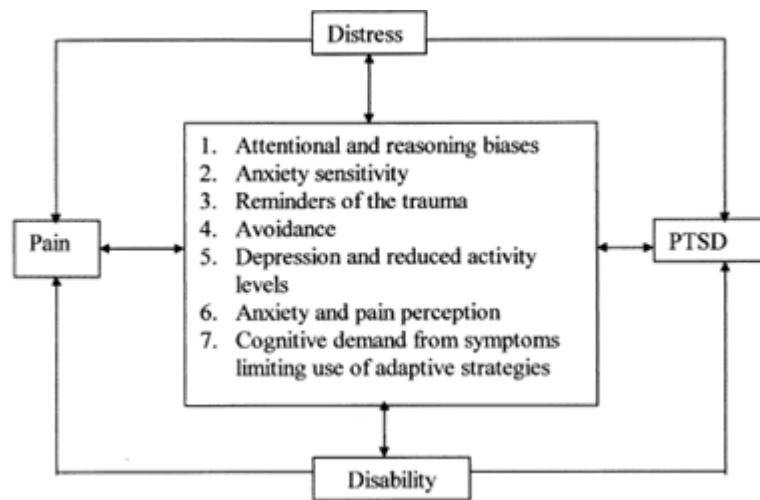 Distress
1. Attentional and reasoning biases
2. Anxiety sensitivity
3. Reminders of the trauma
4. Avoidance
5. Depression and reduced activity
levels
6. Anxiety and pain perception
7. Cognitive demand from symptoms
limiting use of adaptive strategies
Pain
PTSD
Disability